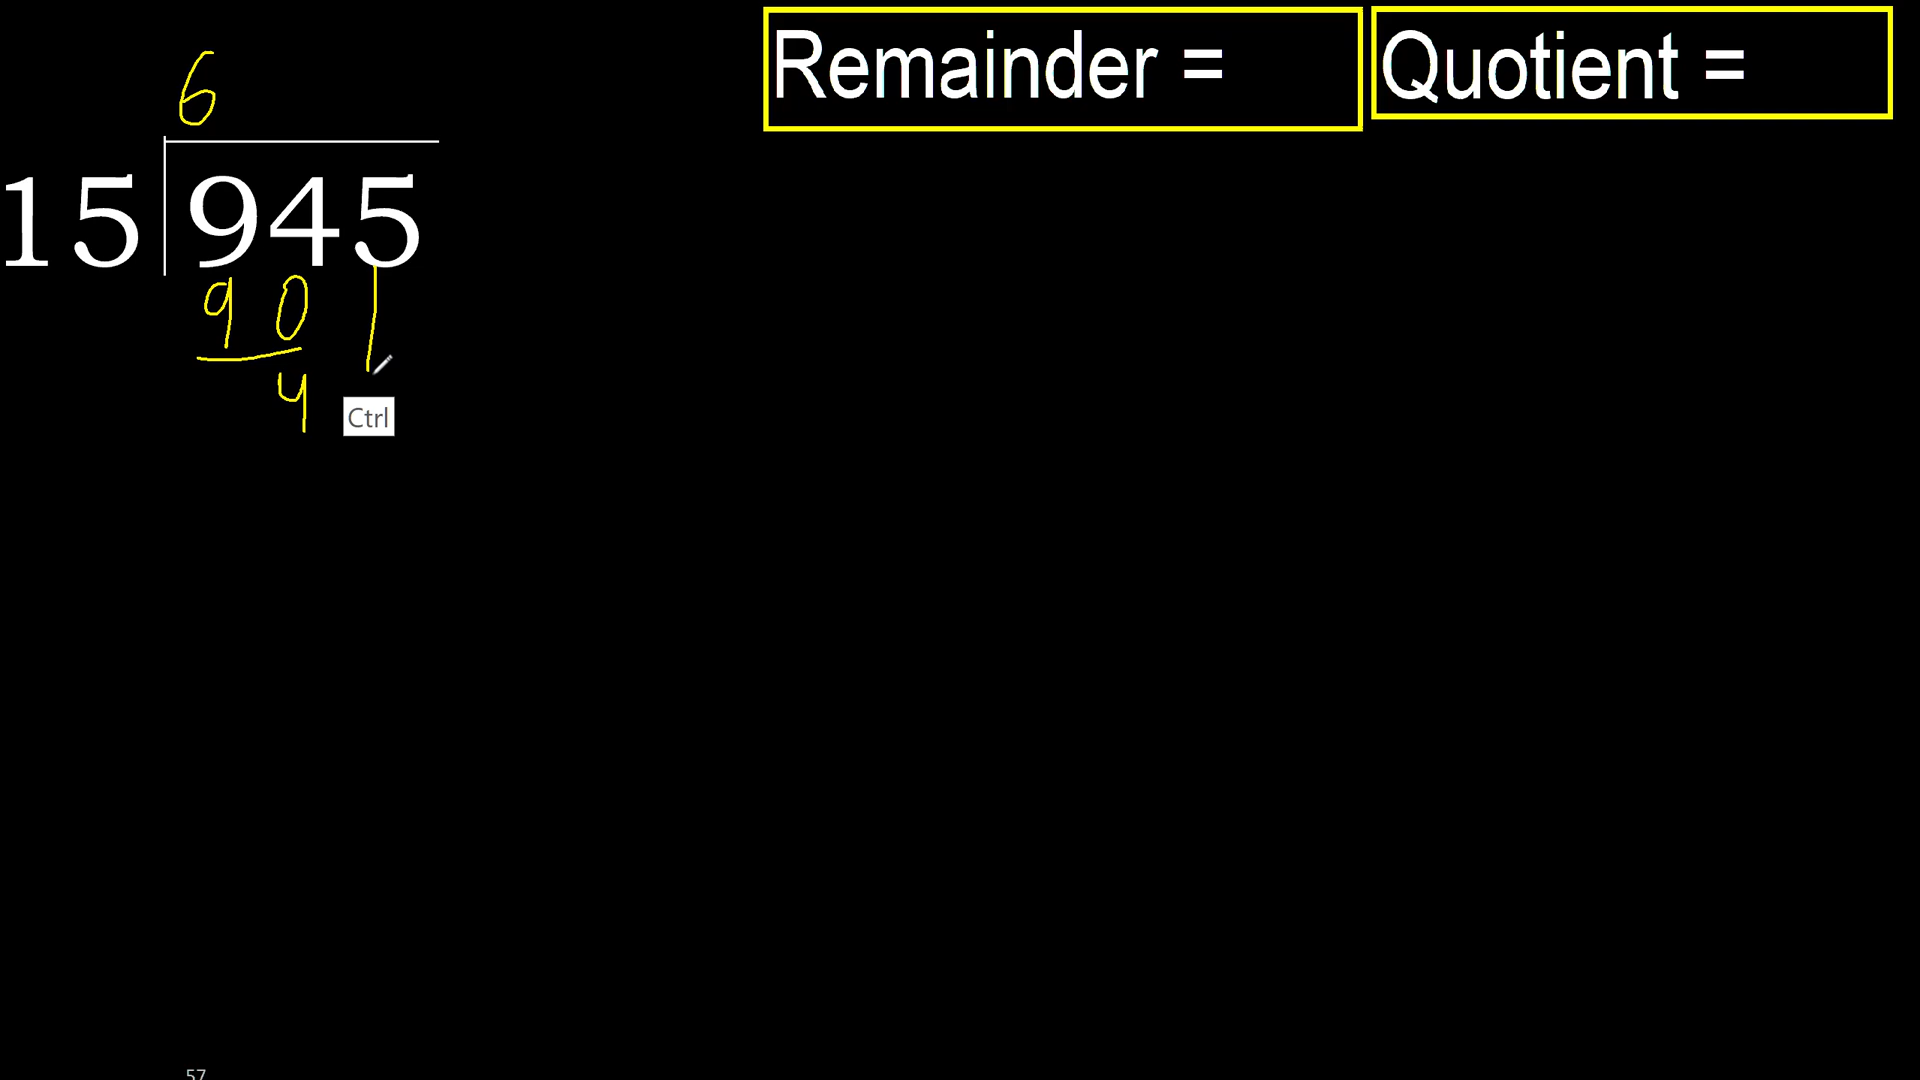 Remainder = Quotient =
6
15 945
90
4
Ctrl
57